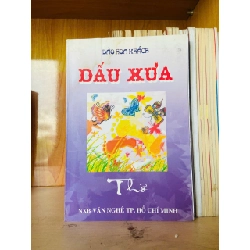 DẤU XƯA
Thơ
NXB VĂN NGHỆ TP. HỒ CHÍ MINH